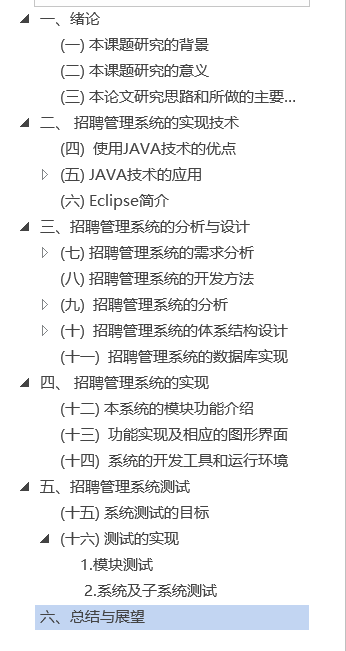 一、绪论
(一) 本课题研究的背景
(二) 本课题研究的意义
(三) 本论文研究思路和所做的主要...
二、 招聘管理系统的实现技术
(四)  使用JAVA技术的优点
(五) JAVA技术的应用
(六) Eclipse简介
三、招聘管理系统的分析与设计
(七) 招聘管理系统的需求分析
(八) 招聘管理系统的开发方法
(九)  招聘管理系统的分析
(十)  招聘管理系统的体系结构设计
(十一)  招聘管理系统的数据库实现
四、 招聘管理系统的实现
(十二) 本系统的模块功能介绍
(十三)  功能实现及相应的图形界面
(十四)  系统的开发工具和运行环境
五、招聘管理系统测试
(十五) 系统测试的目标
(十六) 测试的实现
1.模块测试
2.系统及子系统测试
六、总结与展望